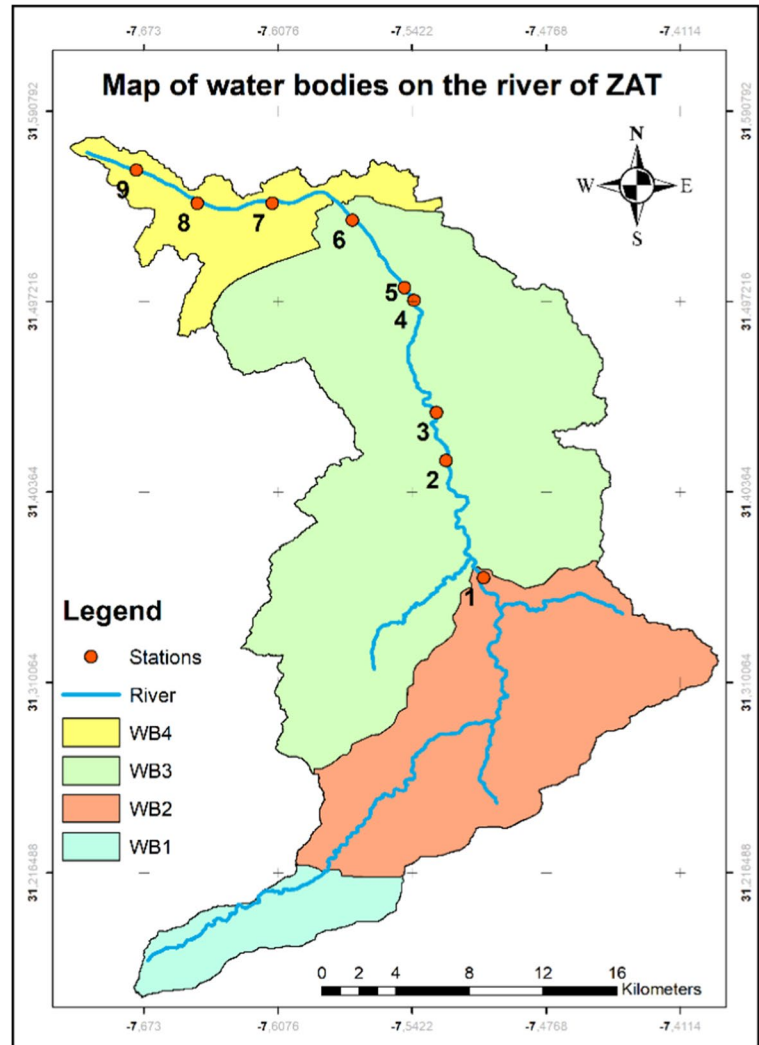 -7,673 -7,6076 -7,5422 -7,4768 -7,4114
Map of water bodies on the river of ZAT
31,590792 31,590792
N
W E
S
9
8 7
6
5
4
31,497216 31,497216
3
2
31,40364 31,40364
1
Legend
Stations
River
31,310064 31,310064
WB4
WB3
WB2
WB1
31,216488 31,216488
0 2 4 8 12 16
Kilometers
-7,673 -7,6076 -7,5422 -7,4768 -7,4114